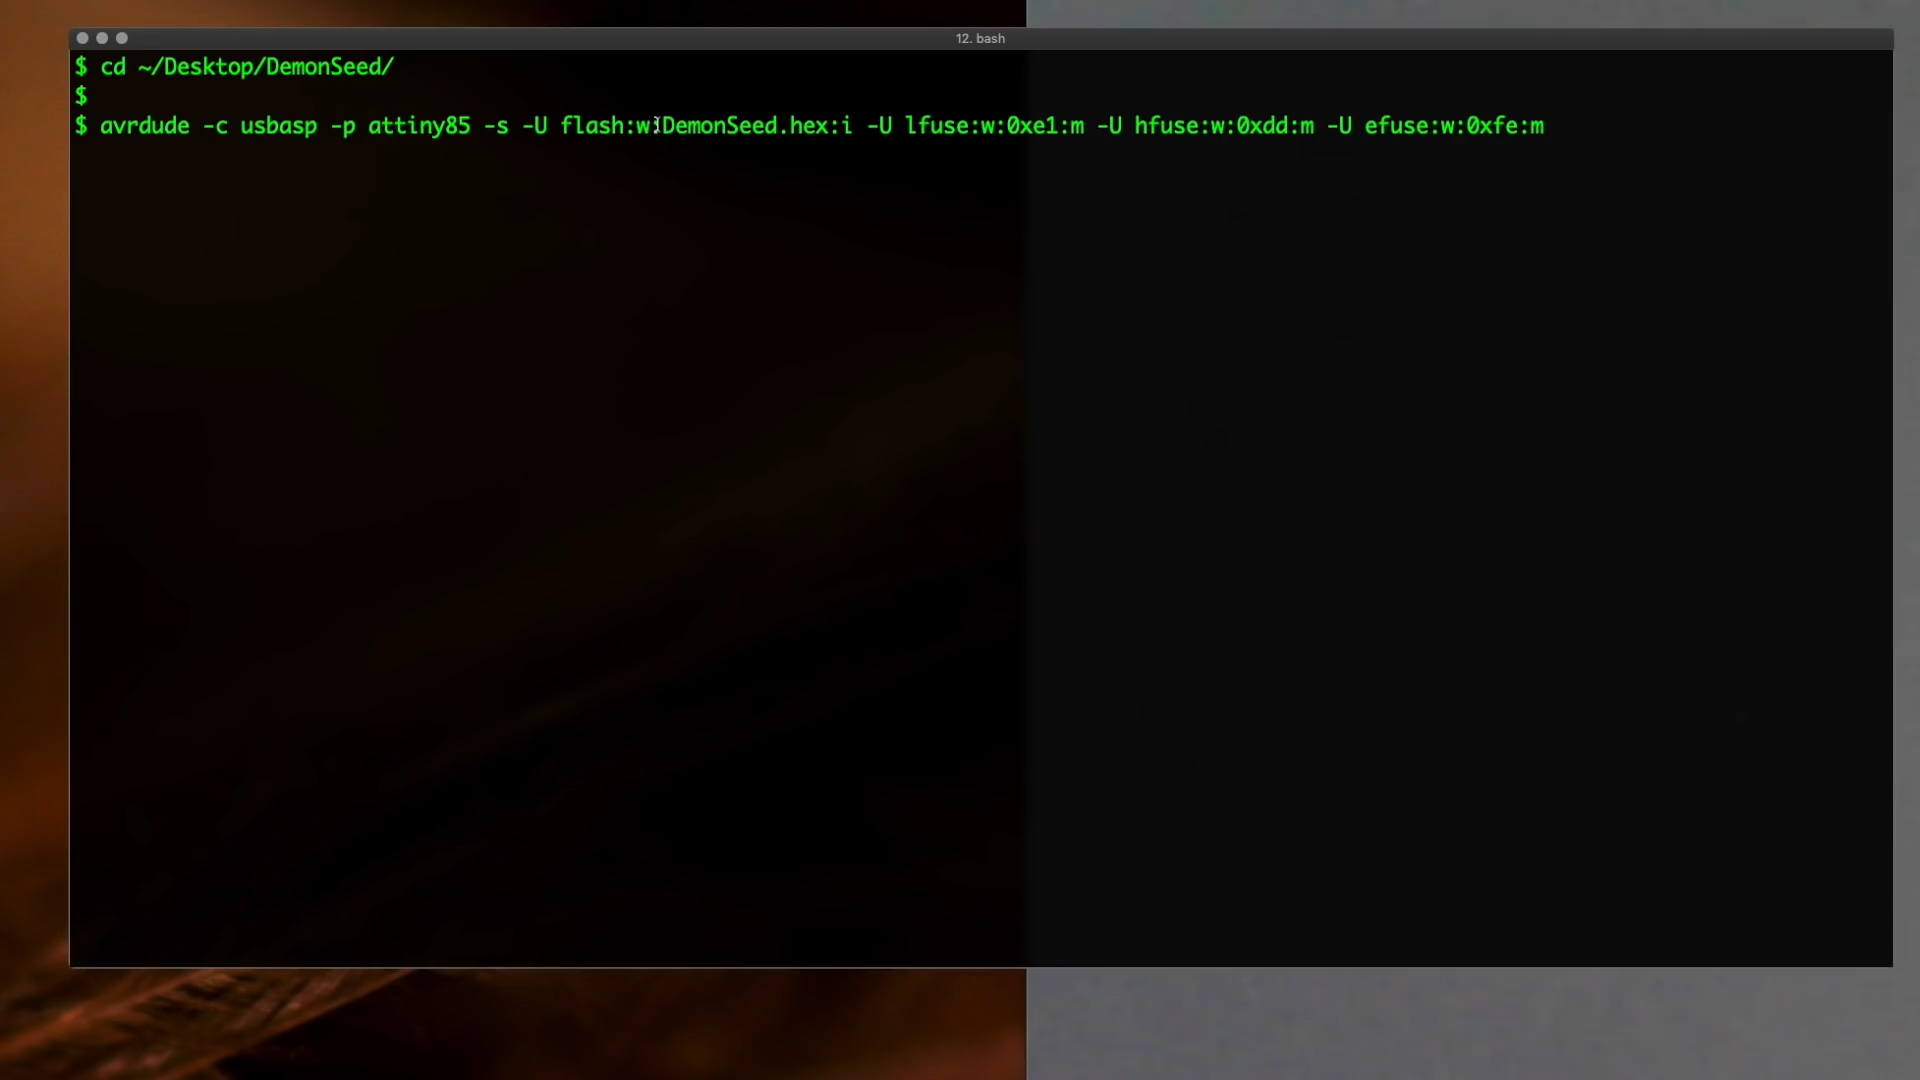 12. bash
$ cd ~/Desktop/DemonSeed/
$
$ avrdude -c usbasp -p attiny85 -s -U flash:w:DemonSeed.hex:i -U lfuse:w:0xe1:m -U hfuse:w:0xdd:m -U efuse:w:0xfe:m